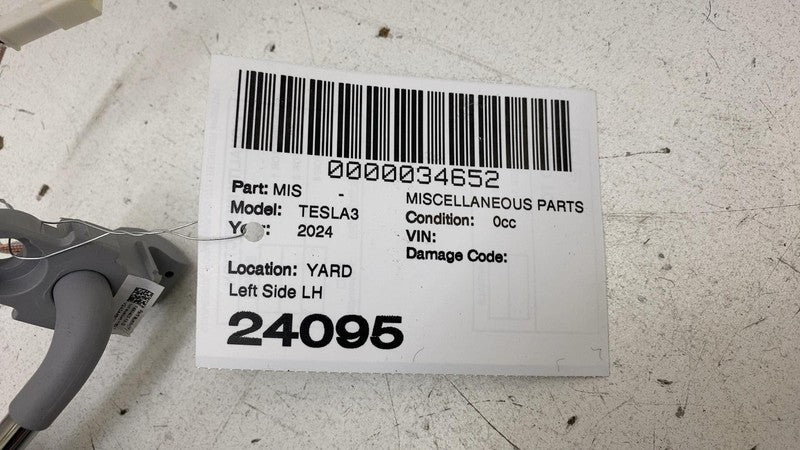 0000034652
Part: MIS - MISCELLANEOUS PARTS
Model: TESLA3 Condition: 0cc
2024 VIN:
Damage Code:
Location: YARD
Left Side LH
24095